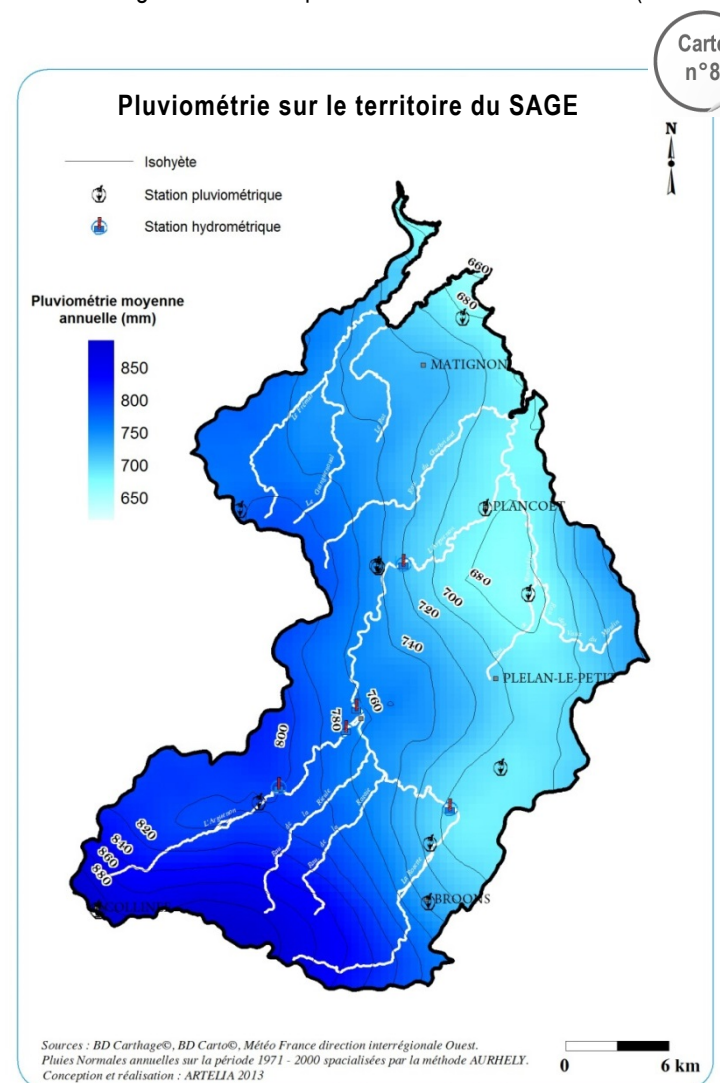 Carte
n°8
Pluviométrie sur le territoire du SAGE
N
Isohyète
Station pluviométrique
Station hydrométrique
Pluviométrie moyenne
annuelle (mm)
850
800
750
700
650
660
680
MATIGNON
PLANCOET
680
700
720
740
PLELAN-LE-PETIT
760
780
800
L'Arguenon
820
840
860
880
COLLINEE
BROONS
Sources : BD Carthage©, BD Carto©, Météo France direction interrégionale Ouest.
Pluies Normales annuelles sur la période 1971 - 2000 spacialisées par la méthode AURHELY.
Conception et réalisation : ARTELIA 2013
0 6 km